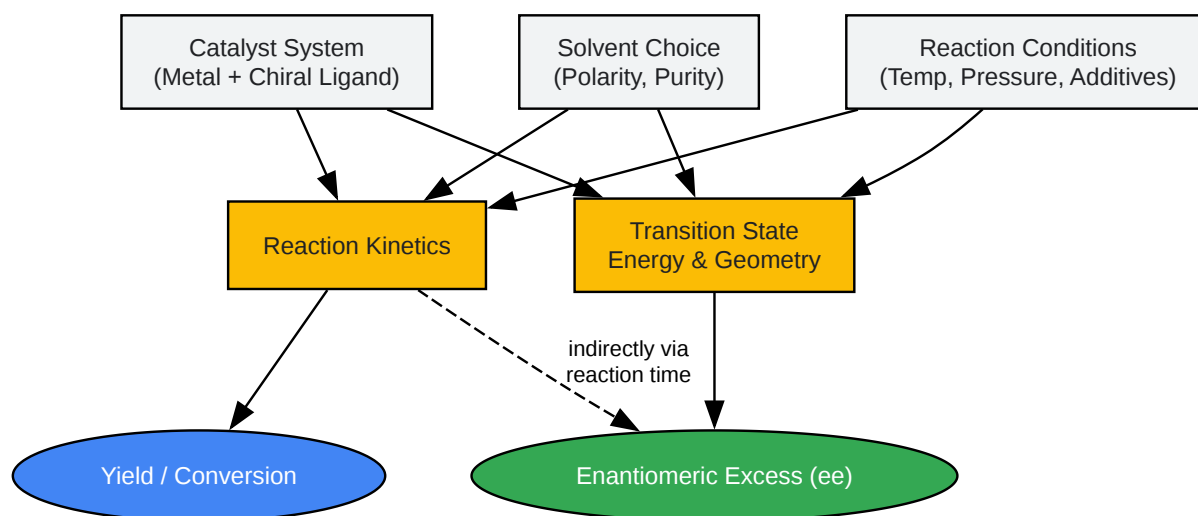 Catalyst System
(Metal + Chiral Ligand)
Solvent Choice
(Polarity, Purity)
Reaction Conditions
(Temp, Pressure, Additives)
Reaction Kinetics
Transition State
Energy & Geometry
indirectly via
reaction time
Yield / Conversion
Enantiomeric Excess (ee)